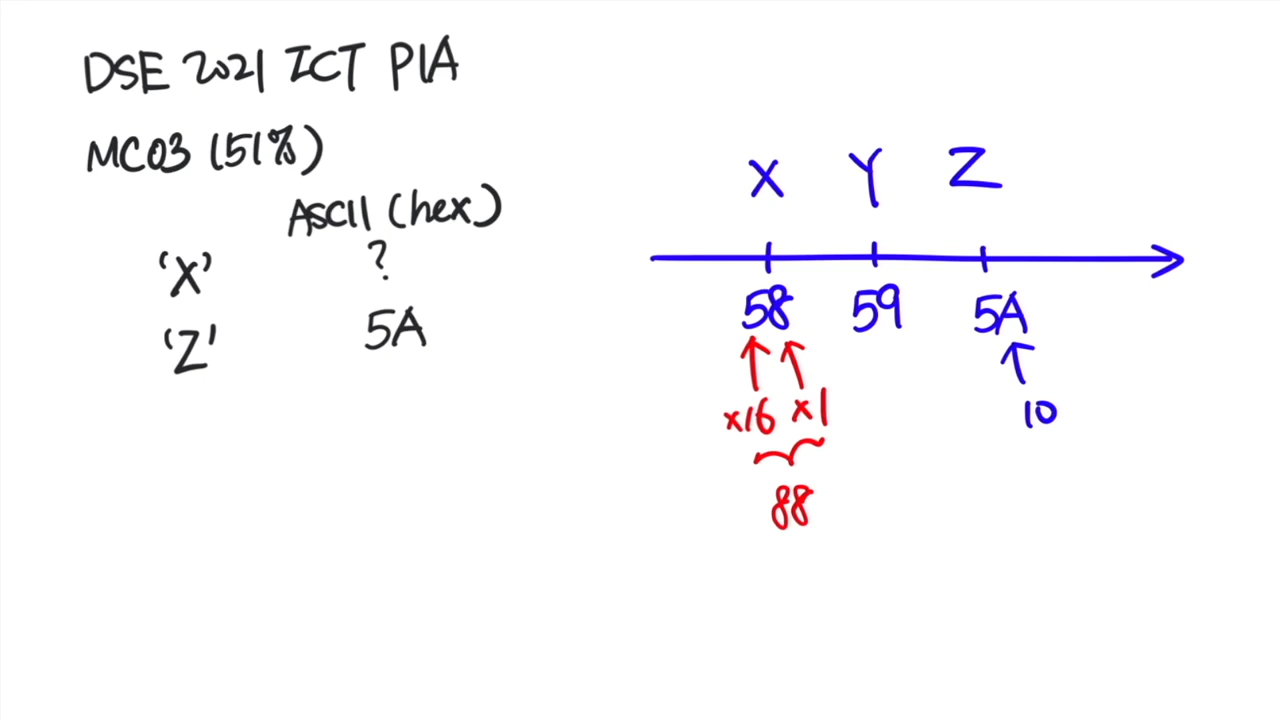 DSE 2021 ICT P1A
MC03 (51%)
ASCII (hex)
'X' ?
'Z' 5A
X Y Z
58 59 5A
x16 x1 10
88